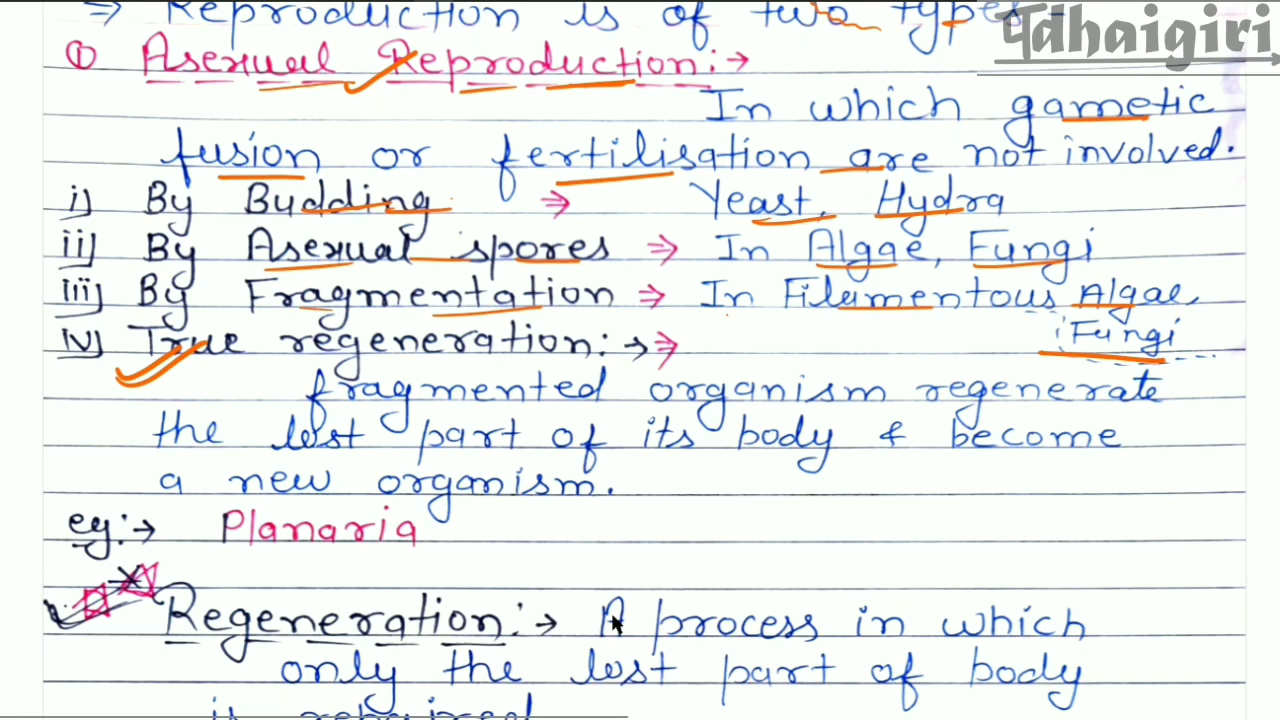 ⇒ Reproduction is of two types-
पdhaigiri
① Asexual Reproduction:→
In which gametic
fusion or fertilisation are not involved.
i) By Budding ⇒ Yeast, Hydra
ii) By Asexual spores ⇒ In Algae, Fungi
iii) By Fragmentation ⇒ In Filamentous Algae,
Fungi
iv) True regeneration:→⇒
fragmented organism regenerate
the lost part of its body & become
a new organism.
eg:→ Planaria
Regeneration:→ A process in which
only the lost part of body
is repaired